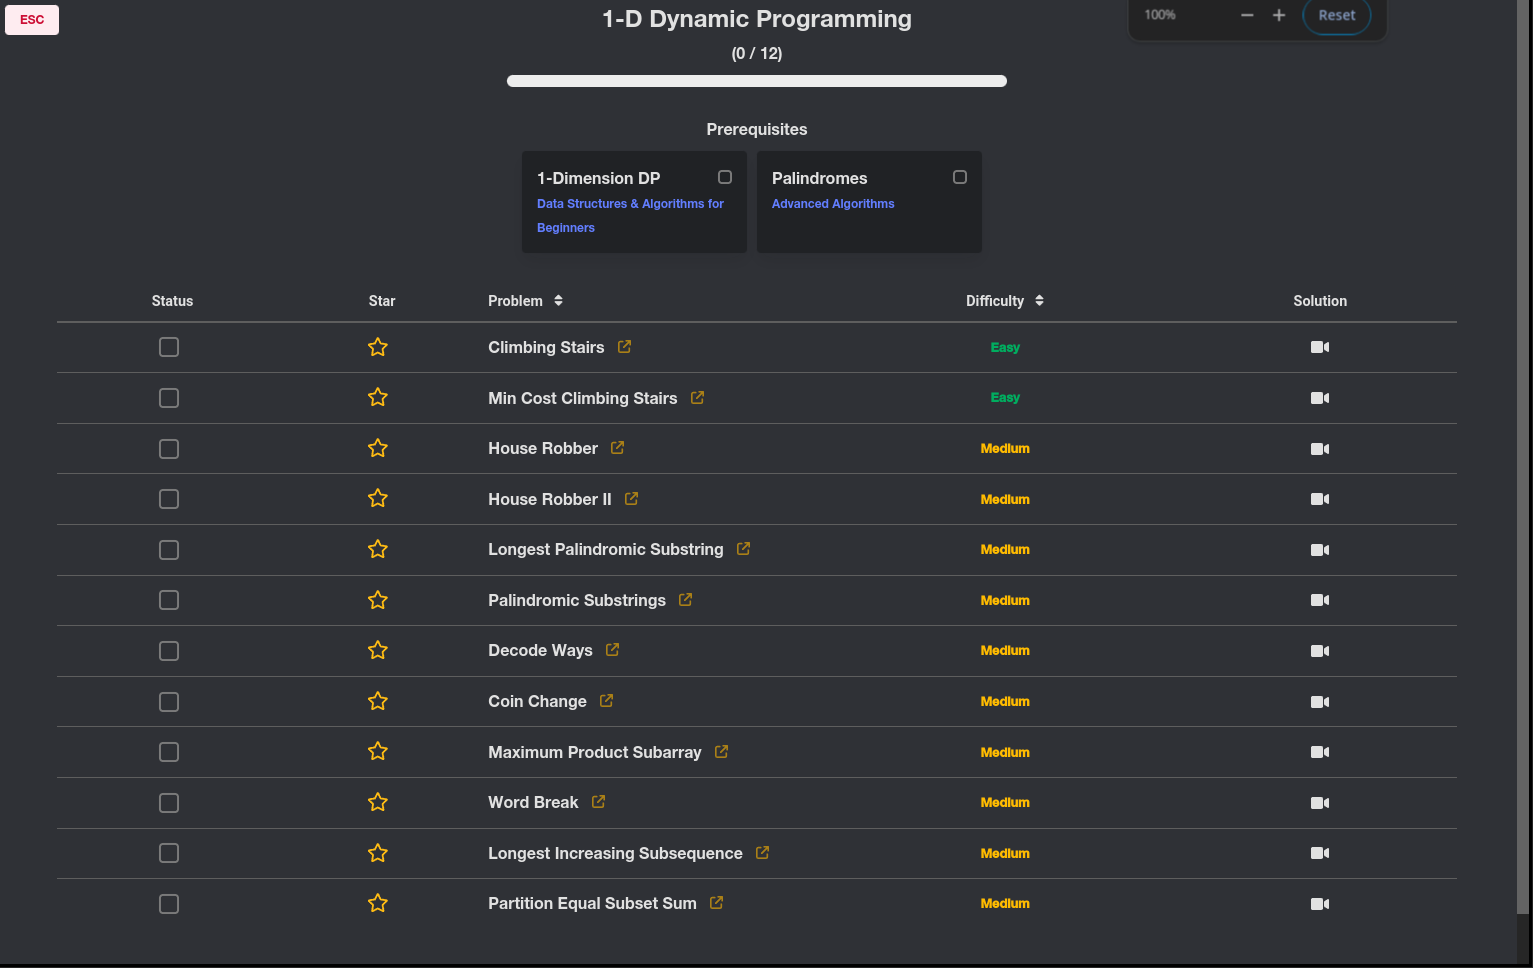 ESC
1-D Dynamic Programming
100%
Reset
(0 / 12)
Prerequisites
1-Dimension DP
Data Structures & Algorithms for
Beginners
Palindromes
Advanced Algorithms
Status Star Problem Difficulty Solution
Climbing Stairs Easy
Min Cost Climbing Stairs Easy
House Robber Medium
House Robber II Medium
Longest Palindromic Substring Medium
Palindromic Substrings Medium
Decode Ways Medium
Coin Change Medium
Maximum Product Subarray Medium
Word Break Medium
Longest Increasing Subsequence Medium
Partition Equal Subset Sum Medium